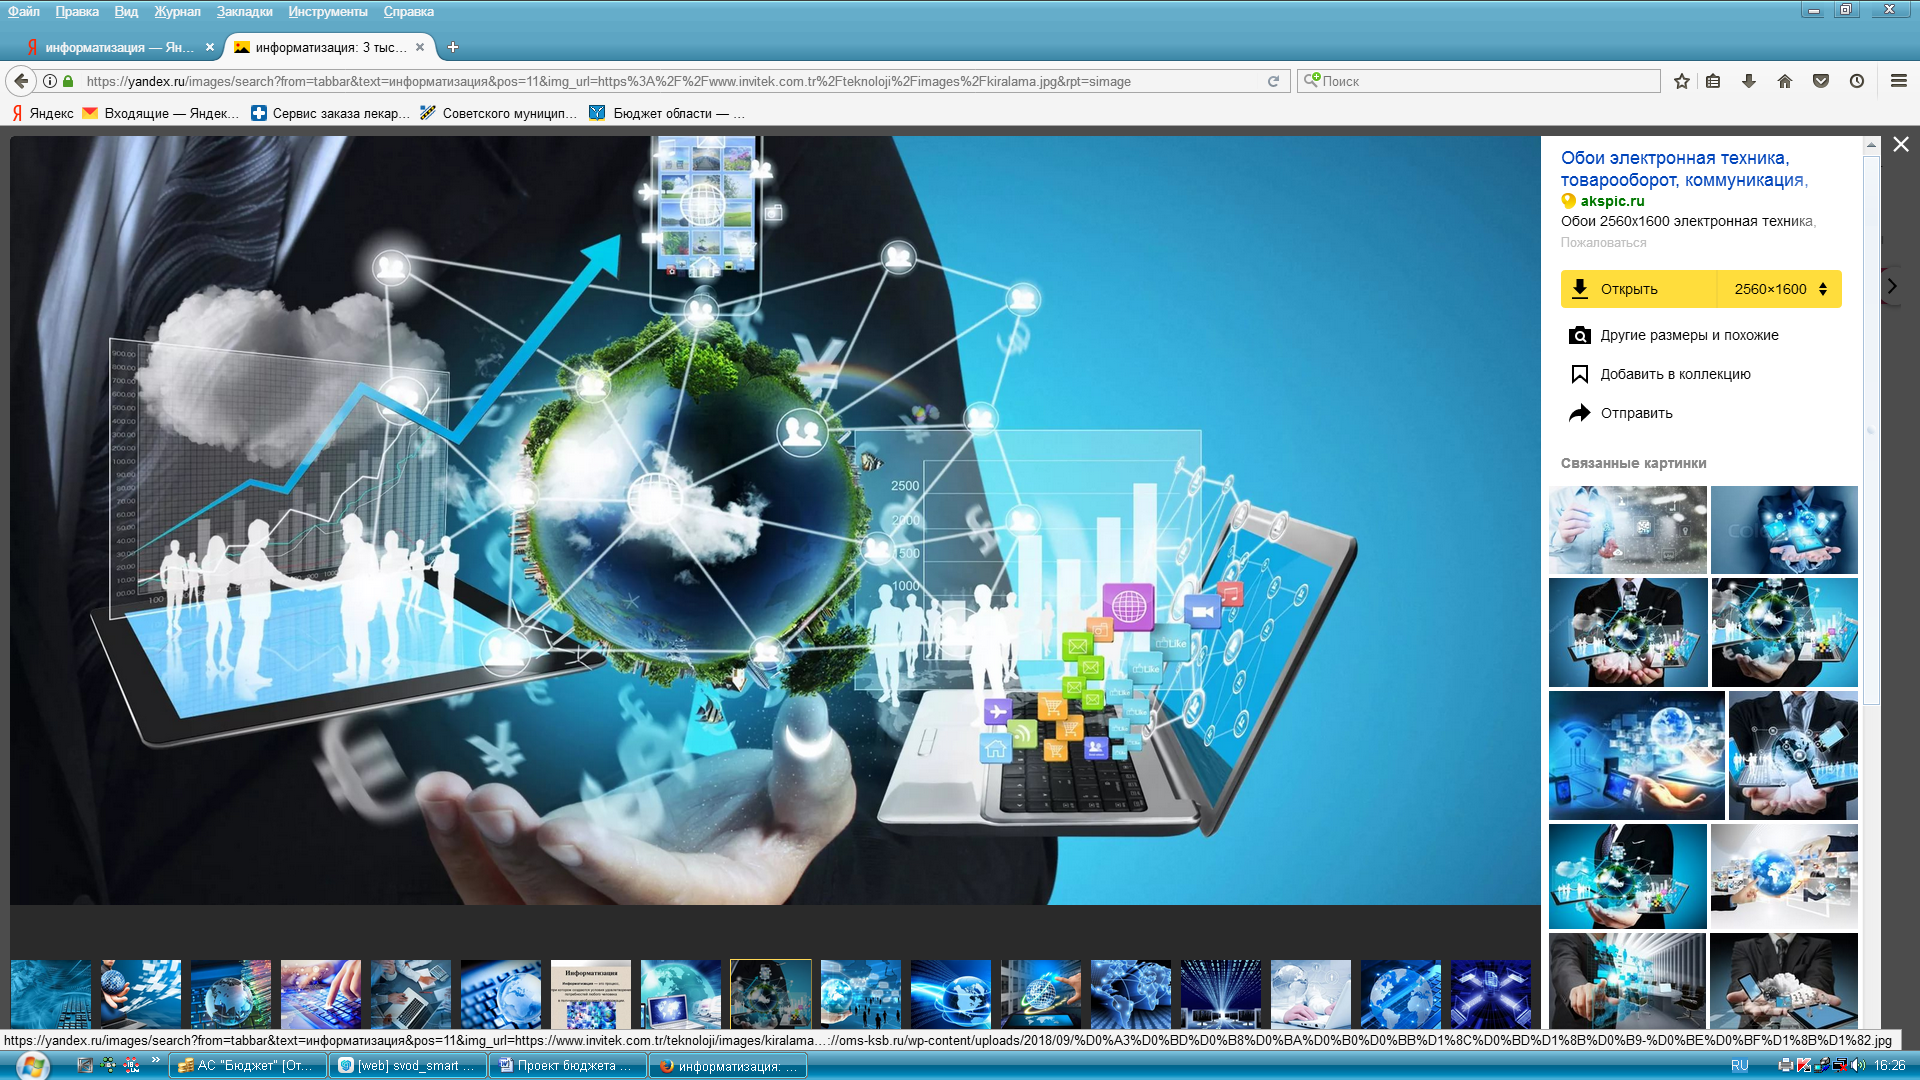 Файл Правка Вид Журнал Закладки Инструменты Справка
информатизация — Ян...
информатизация: 3 тыс...
https://yandex.ru/images/search?from=tabbar&text=информатизация&pos=11&img_url=https%3A%2F%2Fwww.invitek.com.tr%2Fteknoloji%2Fimages%2Fkiralama.jpg&rpt=simage
Поиск
Яндекс
Входящие — Яндек...
Сервис заказа лекар...
Советского муницип...
Бюджет области — ...
Обои электронная техника,
товарооборот, коммуникация,
akspic.ru
Обои 2560x1600 электронная техника,
Пожаловаться
Открыть 2560×1600
Другие размеры и похожие
Добавить в коллекцию
Отправить
Связанные картинки
2500
2000
1500
1000
Like
Like
Like
Информатизация
https://yandex.ru/images/search?from=tabbar&text=информатизация&pos=11&img_url=https://www.invitek.com.tr/teknoloji/images/kiralama...://oms-ksb.ru/wp-content/uploads/2018/09/%D0%A3%D0%BD%D0%B8%D0%BA%D0%B0%D0%BB%D1%8C%D0%BD%D1%8B%D0%B9-%D0%BE%D0%BF%D1%8B%D1%82.jpg
АС "Бюджет" [От...
[web] svod_smart ...
Проект бюджета ...
информатизация: ...
RU
16:26